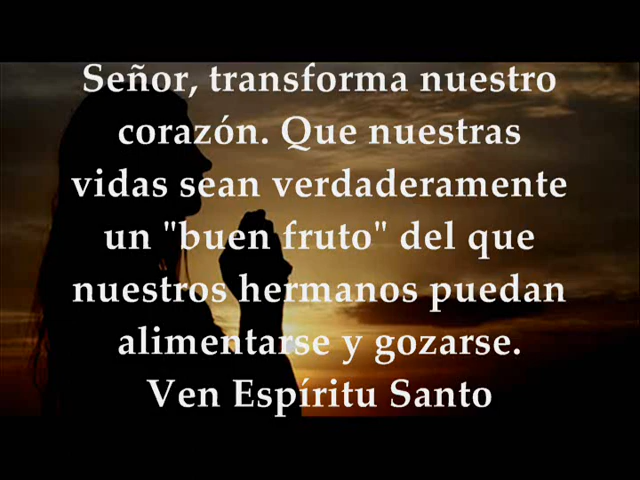 Señor, transforma nuestro
corazón. Que nuestras
vidas sean verdaderamente
un "buen fruto" del que
nuestros hermanos puedan
alimentarse y gozarse.
Ven Espíritu Santo